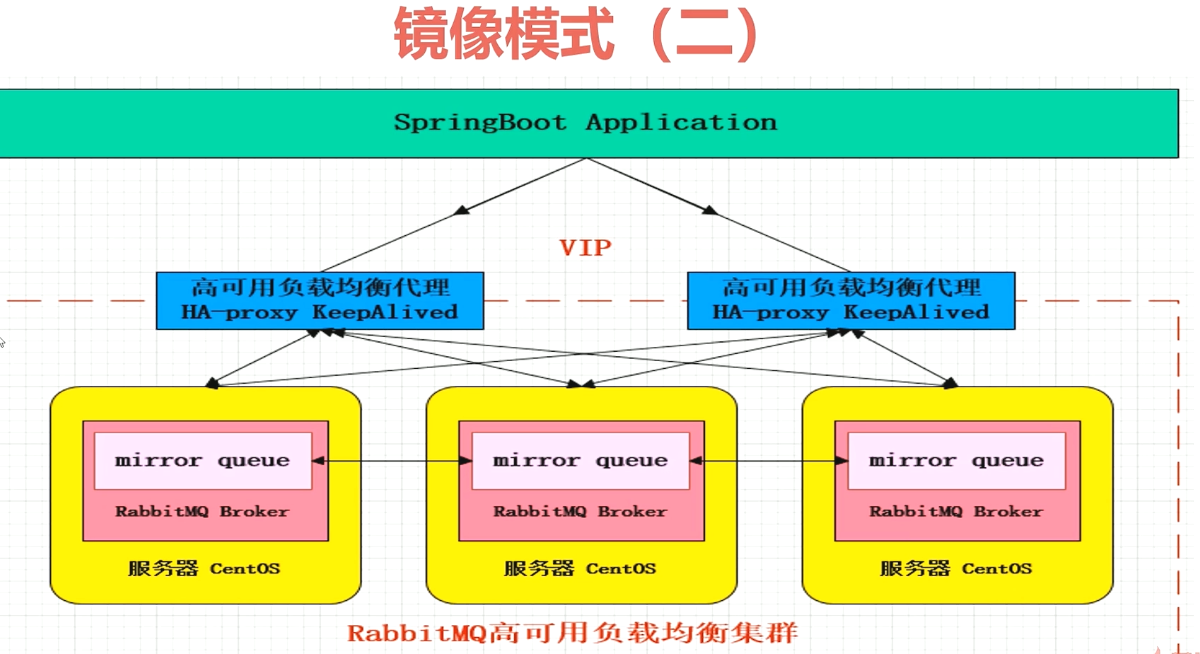 镜像模式（二）
SpringBoot Application
VIP
高可用负载均衡代理
HA-proxy KeepAlived
高可用负载均衡代理
HA-proxy KeepAlived
mirror queue
RabbitMQ Broker
服务器 CentOS
mirror queue
RabbitMQ Broker
服务器 CentOS
mirror queue
RabbitMQ Broker
服务器 CentOS
RabbitMQ高可用负载均衡集群